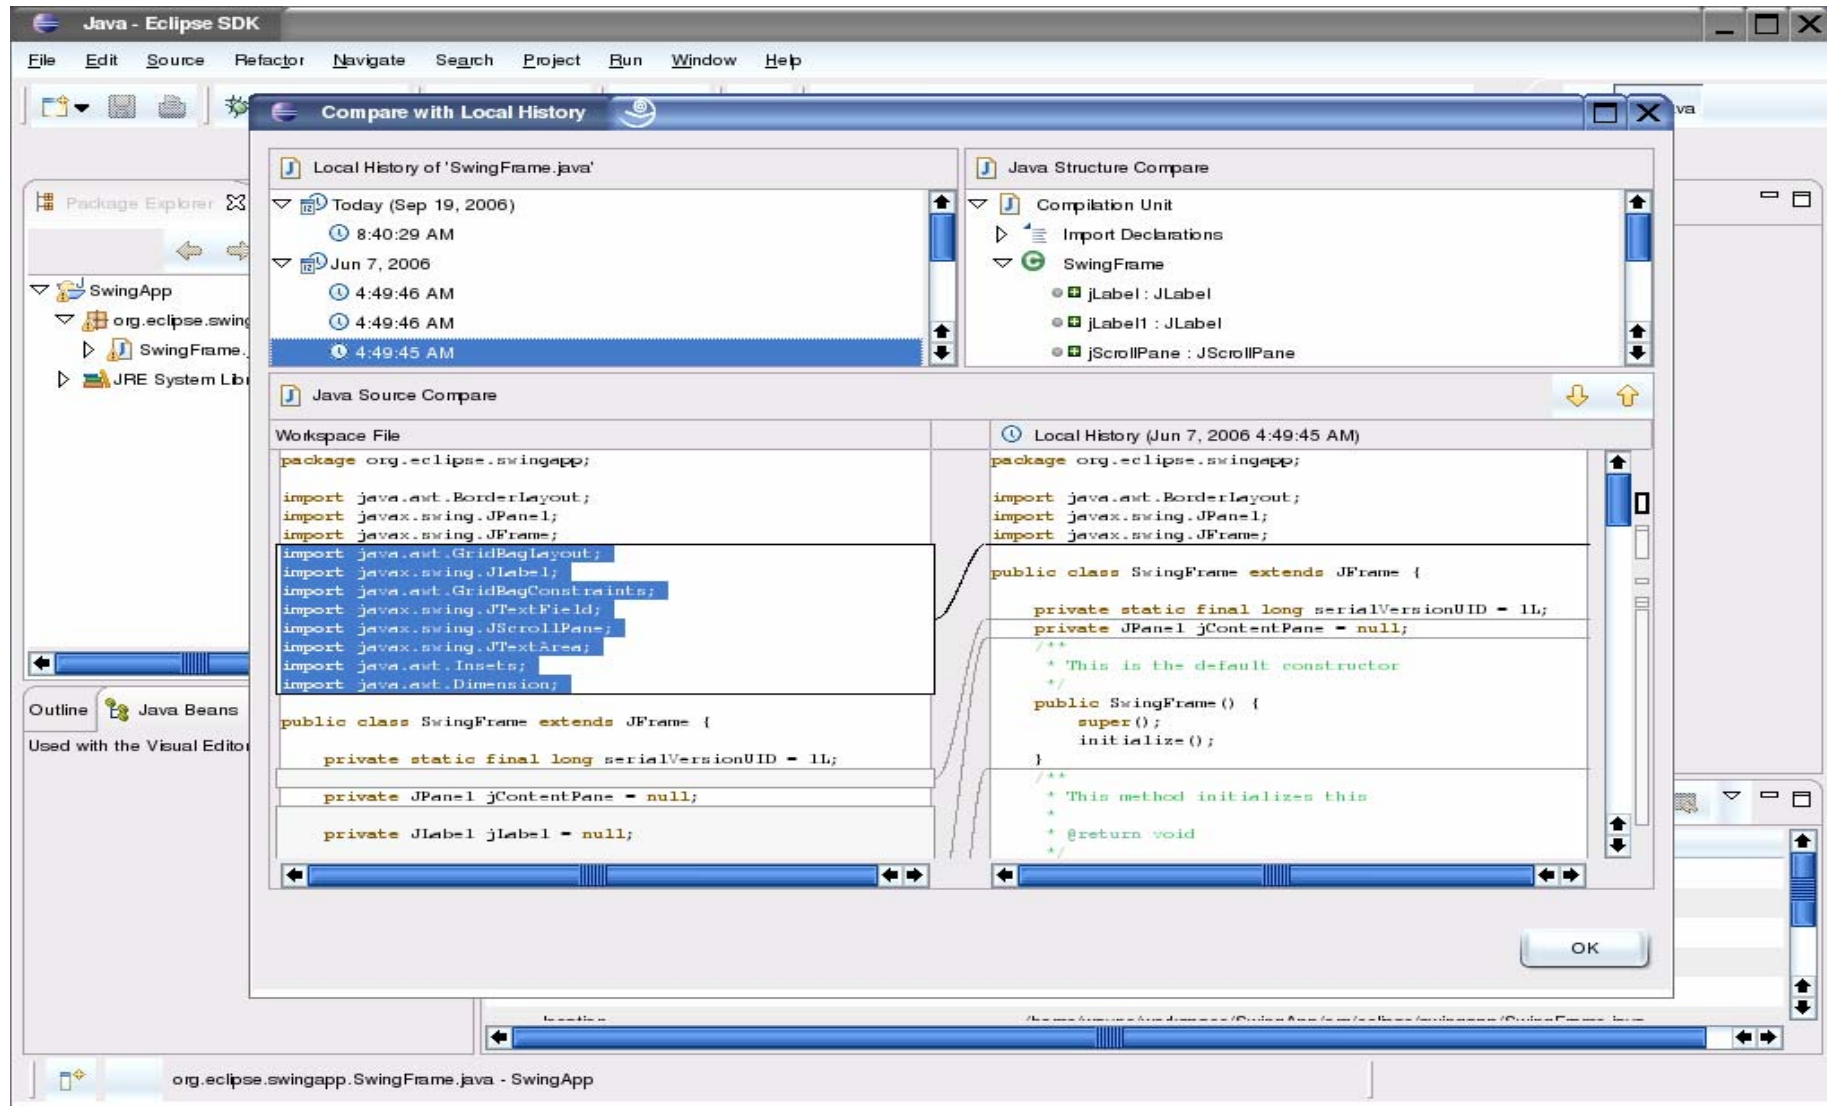 Java - Eclipse SDK
File Edit Source Refactor Navigate Search Project Run Window Help
Compare with Local History
Local History of 'SwingFrame.java'
Today (Sep 19, 2006)
8:40:29 AM
Jun 7, 2006
4:49:46 AM
4:49:46 AM
4:49:45 AM
Java Structure Compare
Compilation Unit
Import Declarations
SwingFrame
jLabel : JLabel
jLabel1 : JLabel
jScrollPane : JScrollPane
Package Explorer
SwingApp
org.eclipse.swing
SwingFrame.
JRE System Lib
Outline Java Beans
Used with the Visual Edito
Java Source Compare
Workspace File
package org.eclipse.swingapp;
import java.awt.BorderLayout;
import javax.swing.JPanel;
import javax.swing.JFrame;
import java.awt.GridBagLayout;
import javax.swing.JLabel;
import java.awt.GridBagConstraints;
import javax.swing.JTextField;
import javax.swing.JScrollPane;
import javax.swing.JTextArea;
import java.awt.Insets;
import java.awt.Dimension;
public class SwingFrame extends JFrame {
private static final long serialVersionUID = 1L;
private JPanel jContentPane = null;
private JLabel jLabel = null;
Local History (Jun 7, 2006 4:49:45 AM)
package org.eclipse.swingapp;
import java.awt.BorderLayout;
import javax.swing.JPanel;
import javax.swing.JFrame;
public class SwingFrame extends JFrame {
private static final long serialVersionUID = 1L;
private JPanel jContentPane = null;
/**
* This is the default constructor
*/
public SwingFrame() {
super();
initialize();
}
/**
* This method initializes this
*
* @return void
*/
OK
org.eclipse.swingapp.SwingFrame.java - SwingApp